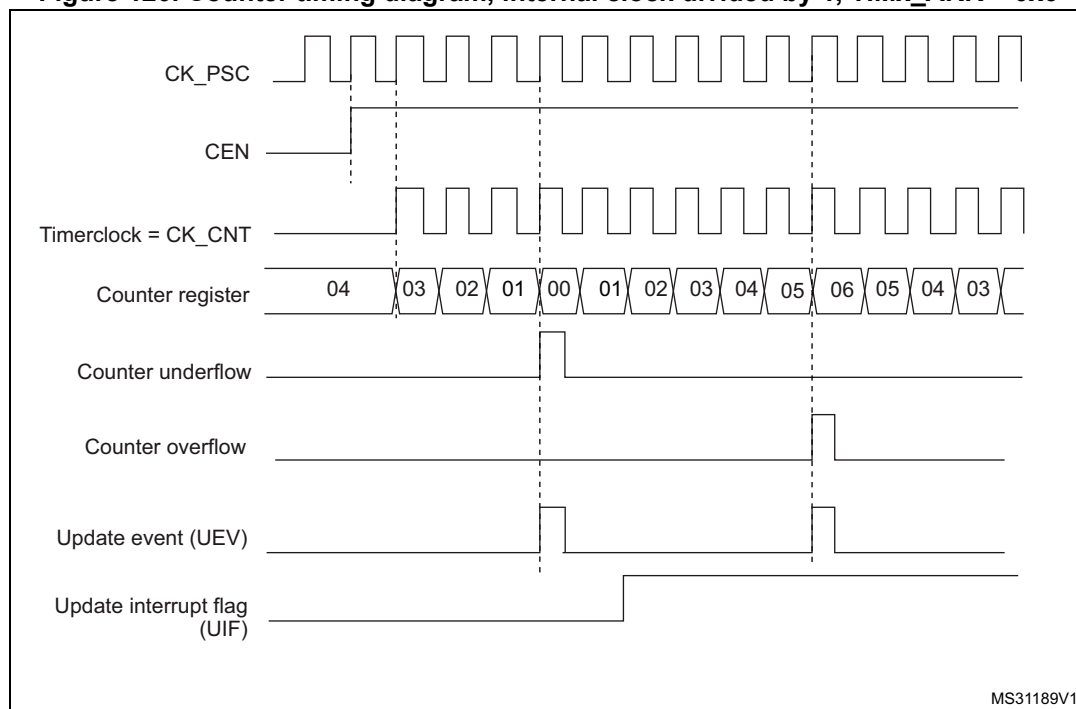 CK_PSC
CEN
Timerclock = CK_CNT
Counter register 04 03 02 01 00 01 02 03 04 05 06 05 04 03
Counter underflow
Counter overflow
Update event (UEV)
Update interrupt flag
(UIF)
MS31189V1